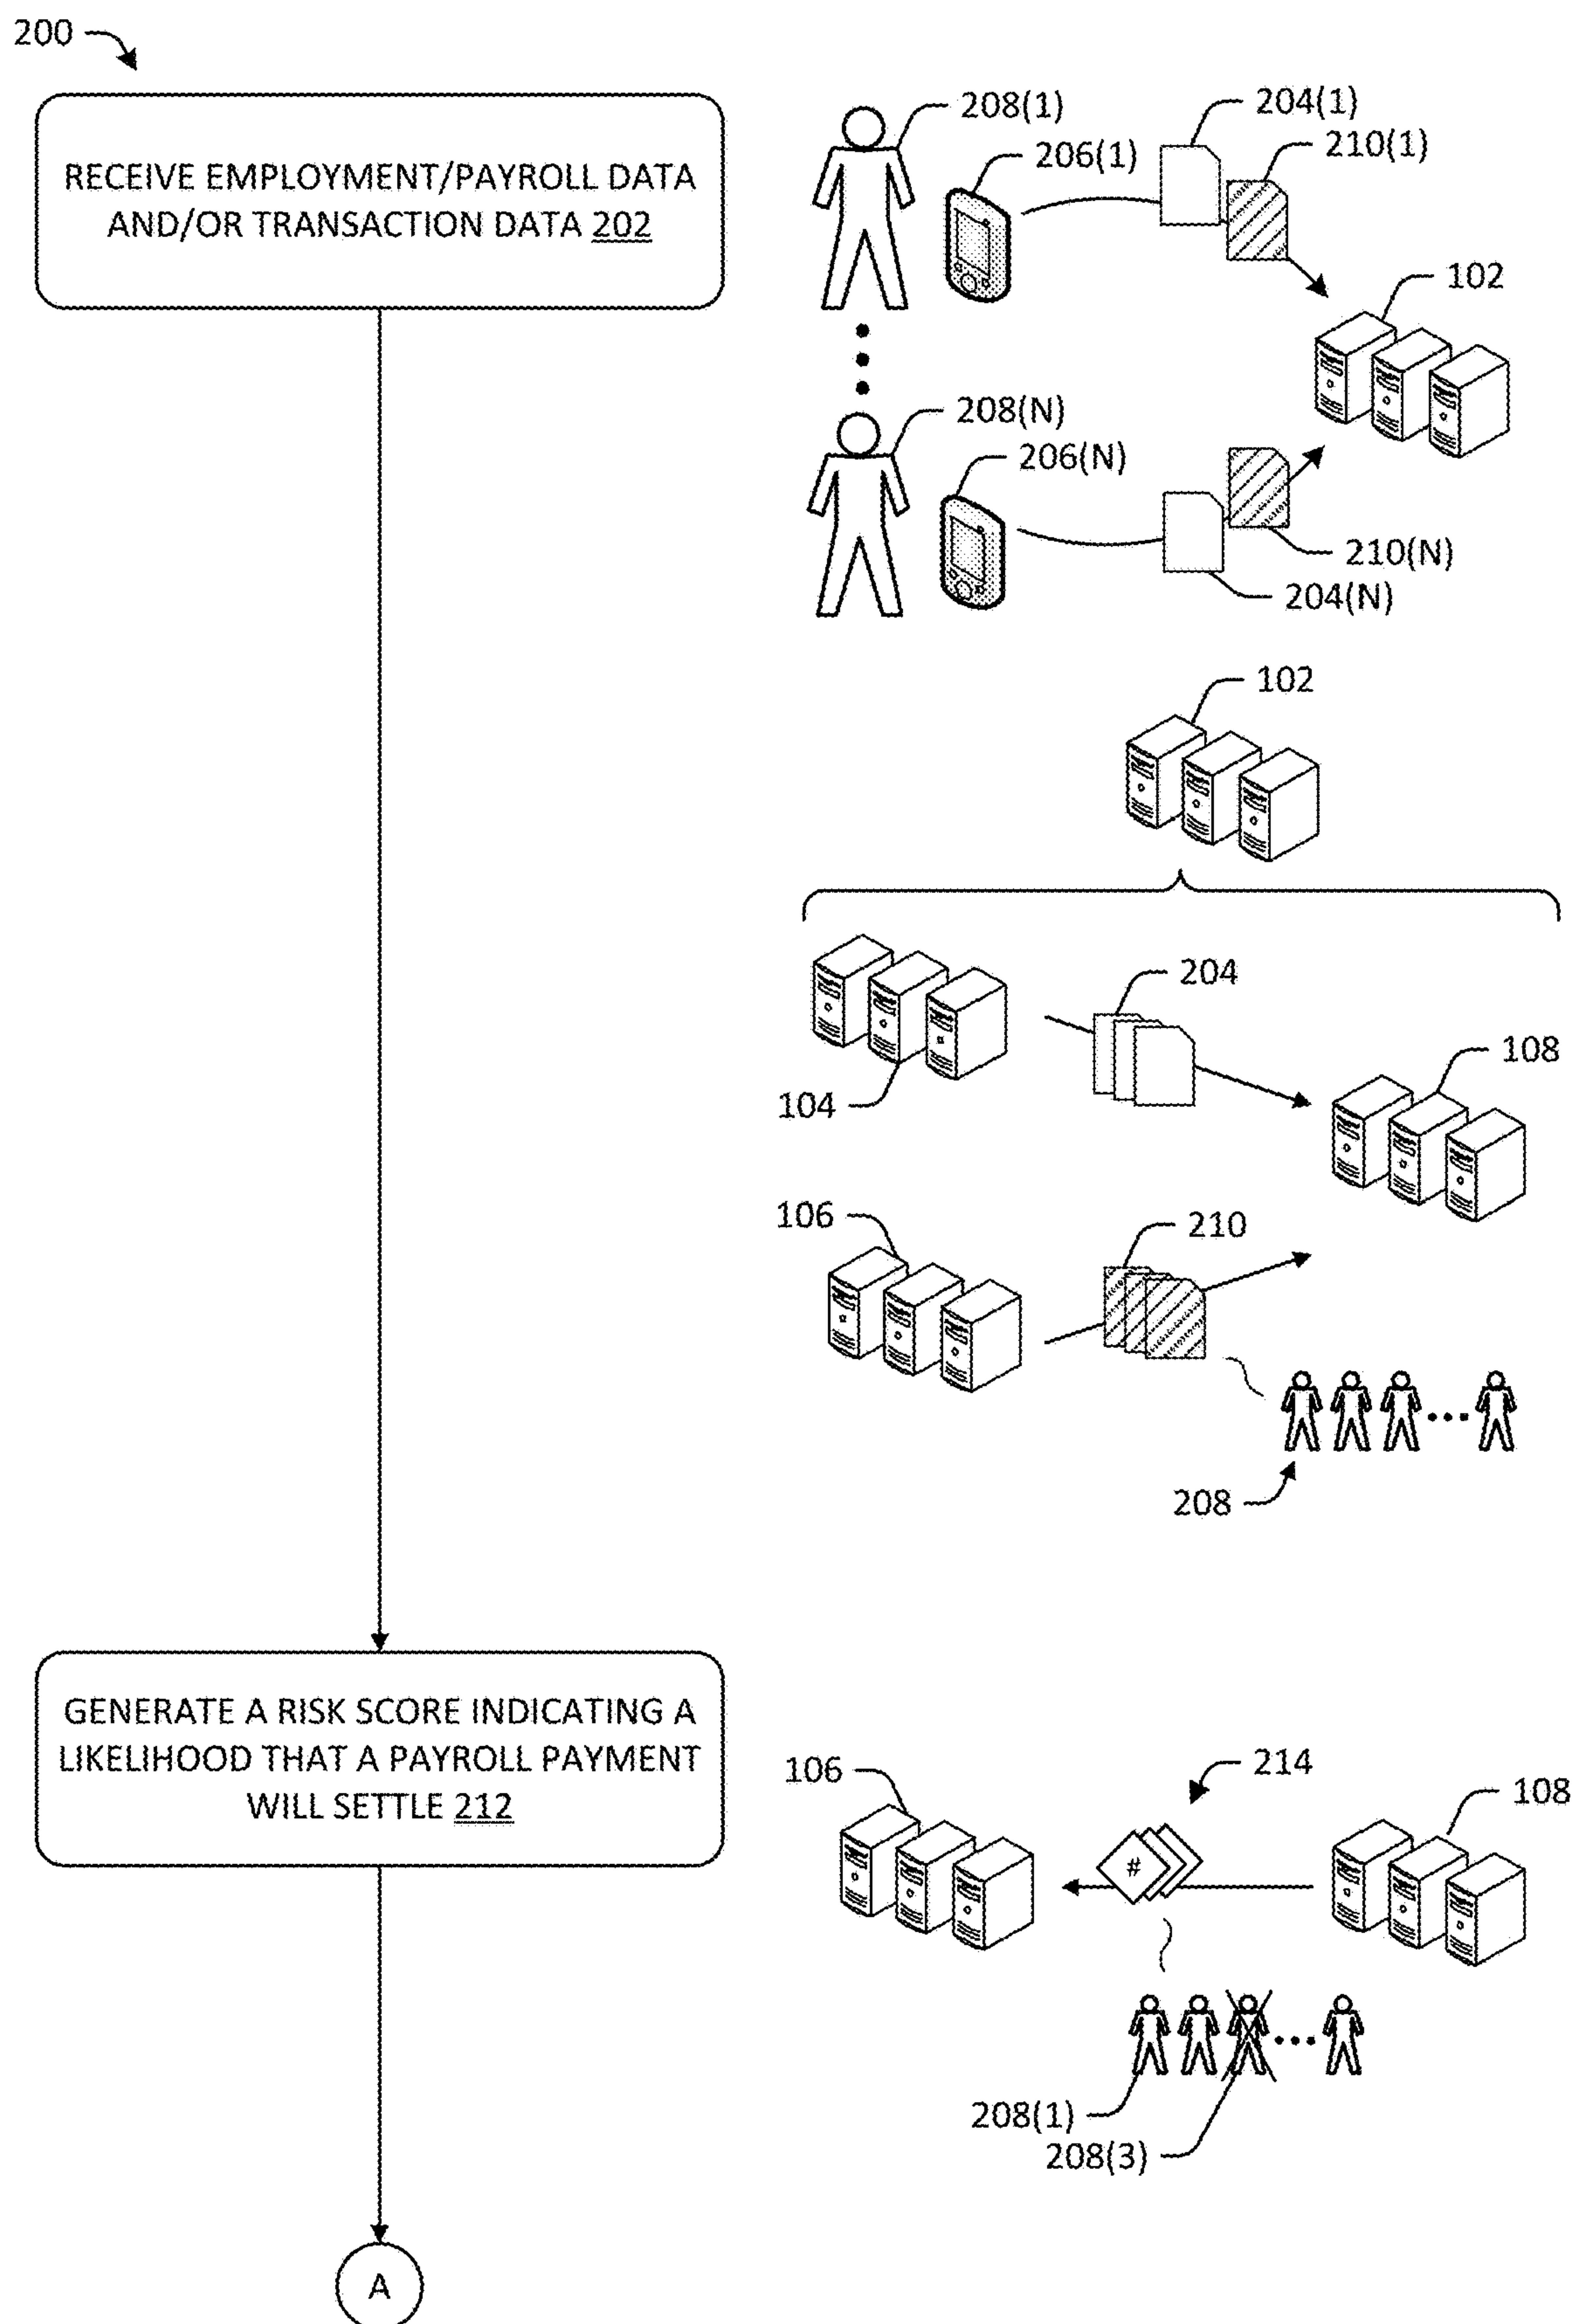 200
RECEIVE EMPLOYMENT/PAYROLL DATA
AND/OR TRANSACTION DATA 202
208(1)
204(1)
206(1)
210(1)
102
208(N)
206(N)
210(N)
204(N)
102
204
104
108
106
210
208
GENERATE A RISK SCORE INDICATING A
LIKELIHOOD THAT A PAYROLL PAYMENT
WILL SETTLE 212
106
214
108
#
208(1)
208(3)
A